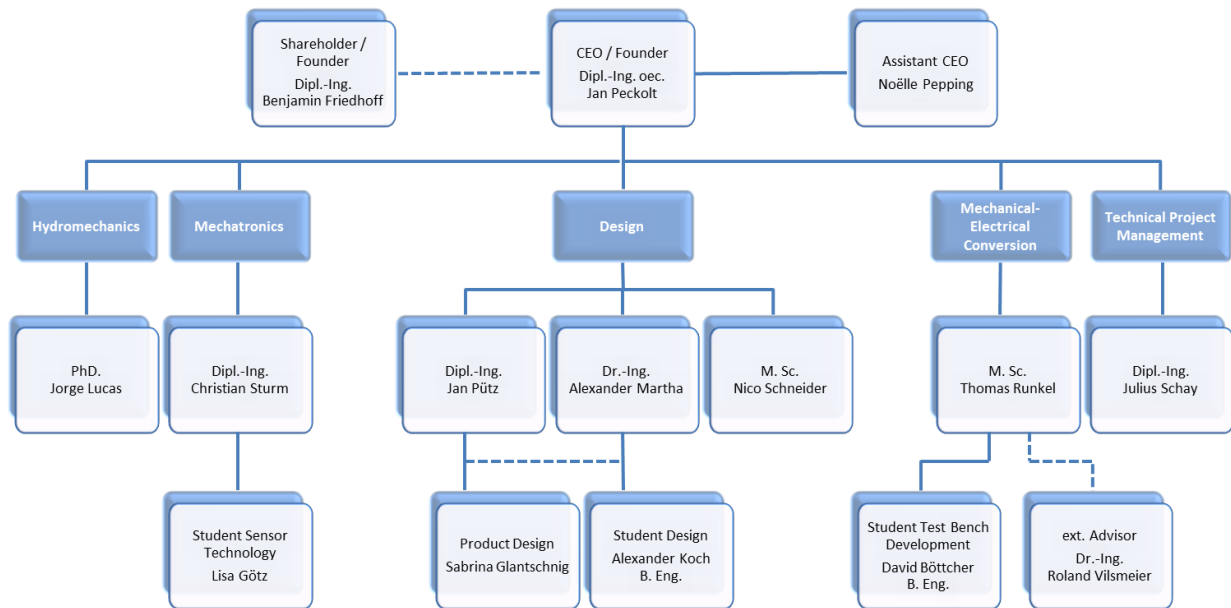 Shareholder /
Founder
Dipl.-Ing.
Benjamin Friedhoff
CEO / Founder
Dipl.-Ing. oec.
Jan Peckolt
Assistant CEO
Noëlle Pepping
Hydromechanics
Mechatronics
Design
Mechanical-
Electrical
Conversion
Technical Project
Management
PhD.
Jorge Lucas
Dipl.-Ing.
Christian Sturm
Dipl.-Ing.
Jan Pütz
Dr.-Ing.
Alexander Martha
M. Sc.
Nico Schneider
M. Sc.
Thomas Runkel
Dipl.-Ing.
Julius Schay
Student Sensor
Technology
Lisa Götz
Product Design
Sabrina Glantschnig
Student Design
Alexander Koch
B. Eng.
Student Test Bench
Development
David Böttcher
B. Eng.
ext. Advisor
Dr.-Ing.
Roland Vilsmeier